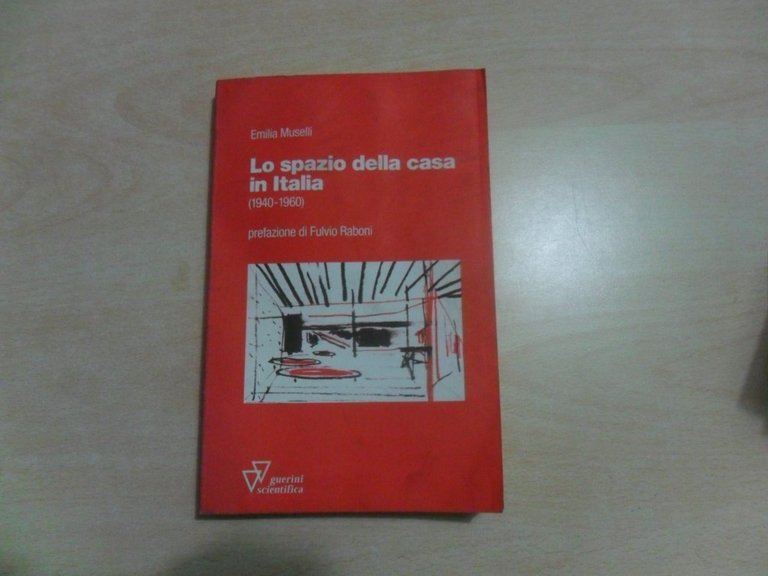 Emilia Muselli
Lo spazio della casa
in Italia
(1940-1960)
prefazione di Fulvio Raboni
guerini
scientifica